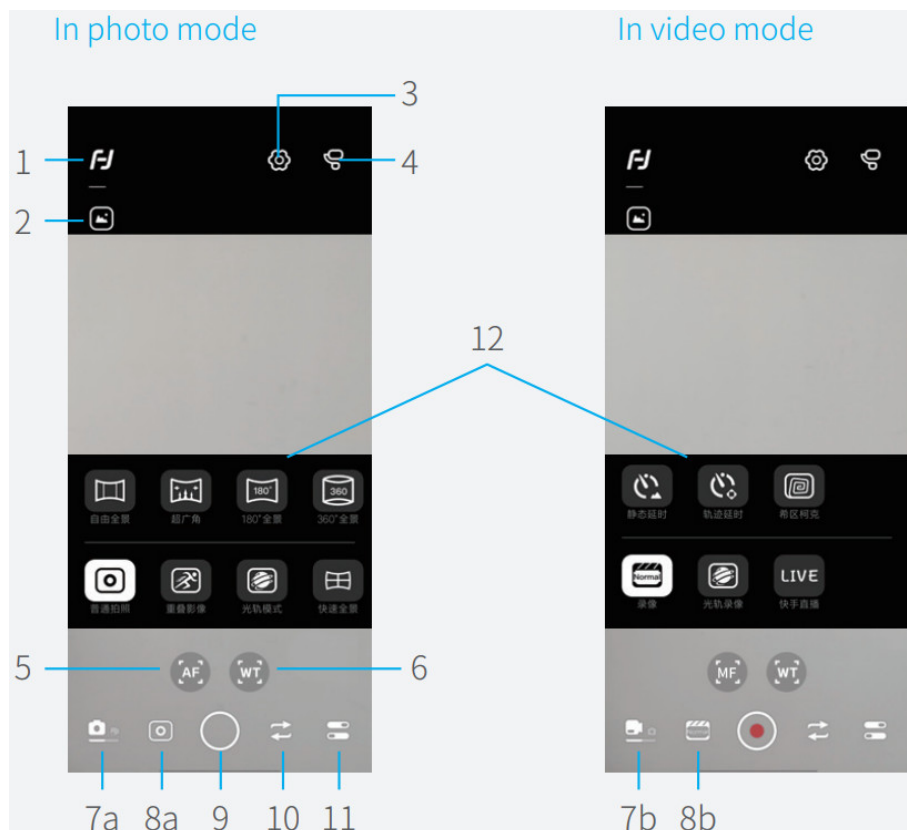 In photo mode
In video mode
3
1
4
2
12
180°
360
自由全景
超广角
180°全景
360°全景
静态延时
轨迹延时
希区柯克
Normal
LIVE
普通拍照
重叠影像
光轨模式
快速全景
录像
光轨录像
快手直播
5
AF
WT
6
MF
WT
Normal
7a
8a
9
10
11
7b
8b